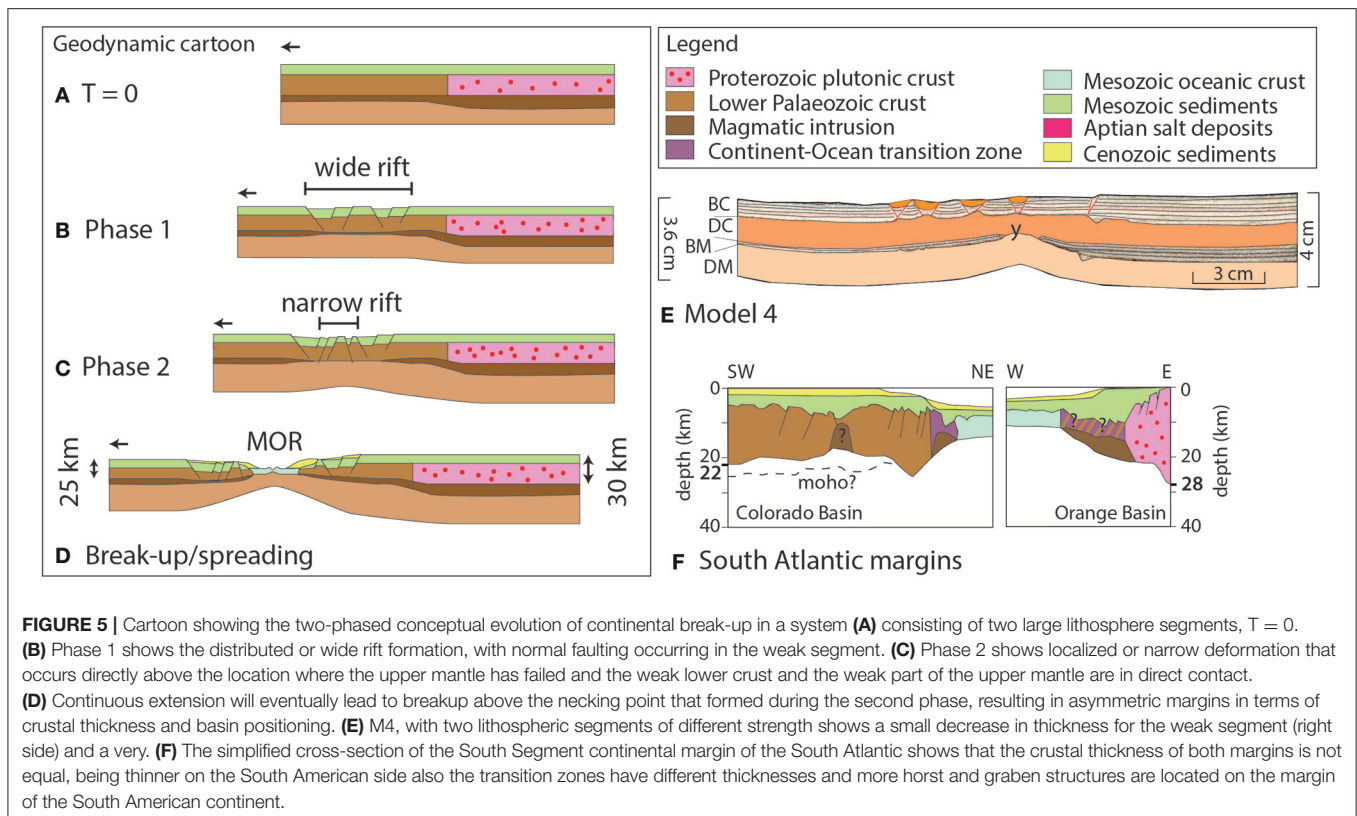 Geodynamic cartoon
A T = 0
wide rift
B Phase 1
narrow rift
C Phase 2
MOR
25 km
30 km
D Break-up/spreading
Legend
Proterozoic plutonic crust
Lower Palaeozoic crust
Magmatic intrusion
Continent-Ocean transition zone
Mesozoic oceanic crust
Mesozoic sediments
Aptian salt deposits
Cenozoic sediments
3.6 cm
BC
DC
BM
DM
y
3 cm
4 cm
E Model 4
SW
NE
W
E
0
20
22
40
depth (km)
?
moho?
Colorado Basin
? ?
0
20
28
40
depth (km)
Orange Basin
F South Atlantic margins
FIGURE 5 | Cartoon showing the two-phased conceptual evolution of continental break-up in a system (A) consisting of two large lithosphere segments, T = 0.
(B) Phase 1 shows the distributed or wide rift formation, with normal faulting occurring in the weak segment. (C) Phase 2 shows localized or narrow deformation that
occurs directly above the location where the upper mantle has failed and the weak lower crust and the weak part of the upper mantle are in direct contact.
(D) Continuous extension will eventually lead to breakup above the necking point that formed during the second phase, resulting in asymmetric margins in terms of
crustal thickness and basin positioning. (E) M4, with two lithospheric segments of different strength shows a small decrease in thickness for the weak segment (right
side) and a very. (F) The simplified cross-section of the South Segment continental margin of the South Atlantic shows that the crustal thickness of both margins is not
equal, being thinner on the South American side also the transition zones have different thicknesses and more horst and graben structures are located on the margin
of the South American continent.